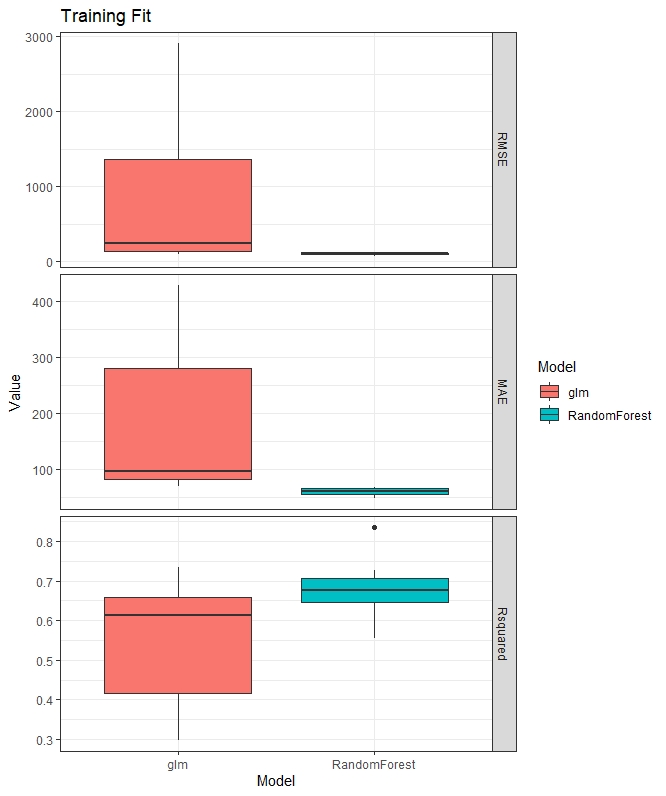 Training Fit
3000
2000
1000
0
RMSE
400
300
200
100
MAE
0.8
0.7
0.6
0.5
0.4
0.3
Rsquared
Value
glm
RandomForest
Model
Model
glm
RandomForest